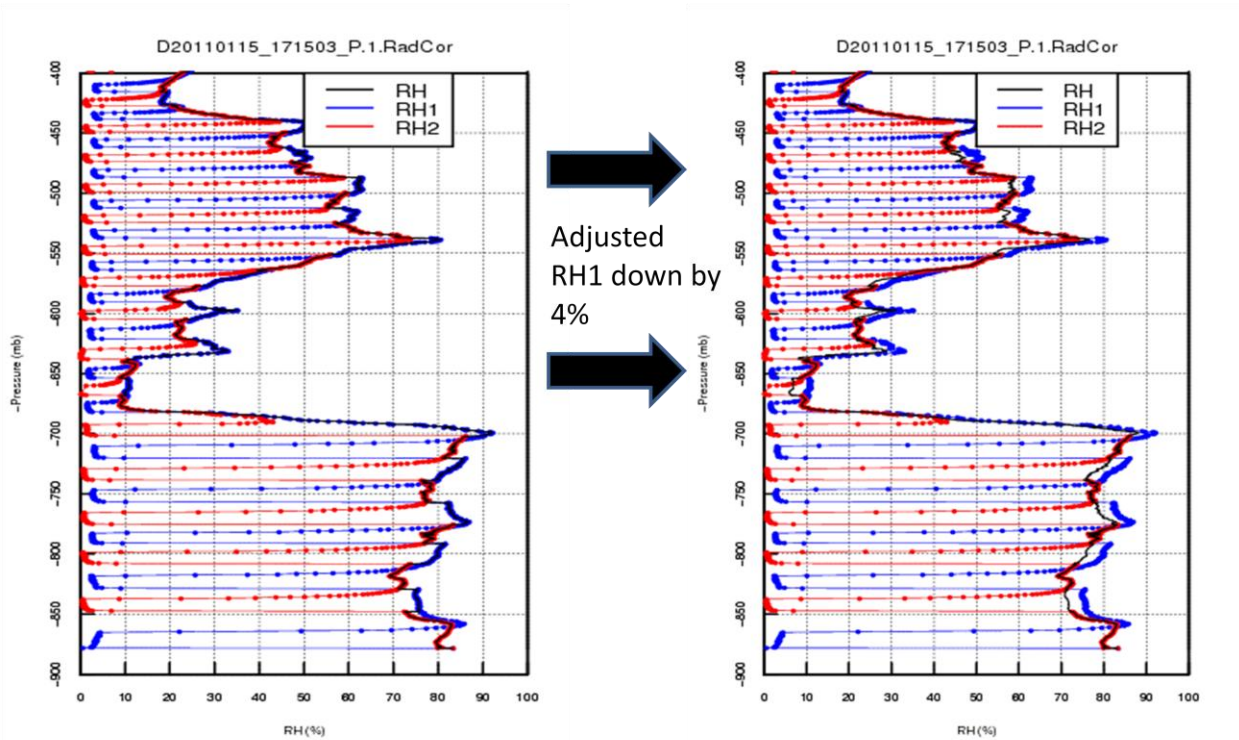 D20110115_171503_P.1.RadCor
RH
RH1
RH2
−400
−450
−500
−550
−600
−650
−700
−750
−800
−850
−900
−Pressure (mb)
0 10 20 30 40 50 60 70 80 90 100
RH (%)
Adjusted
RH1 down by
4%
D20110115_171503_P.1.RadCor
RH
RH1
RH2
−400
−450
−500
−550
−600
−650
−700
−750
−800
−850
−900
−Pressure (mb)
0 10 20 30 40 50 60 70 80 90 100
RH (%)